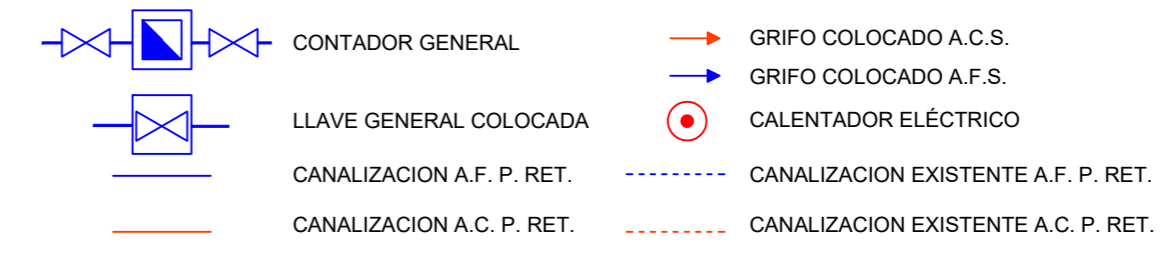 CONTADOR GENERAL
LLAVE GENERAL COLOCADA
CANALIZACION A.F. P. RET.
CANALIZACION A.C. P. RET.
GRIFO COLOCADO A.C.S.
GRIFO COLOCADO A.F.S.
CALENTADOR ELÉCTRICO
CANALIZACION EXISTENTE A.F. P. RET.
CANALIZACION EXISTENTE A.C. P. RET.